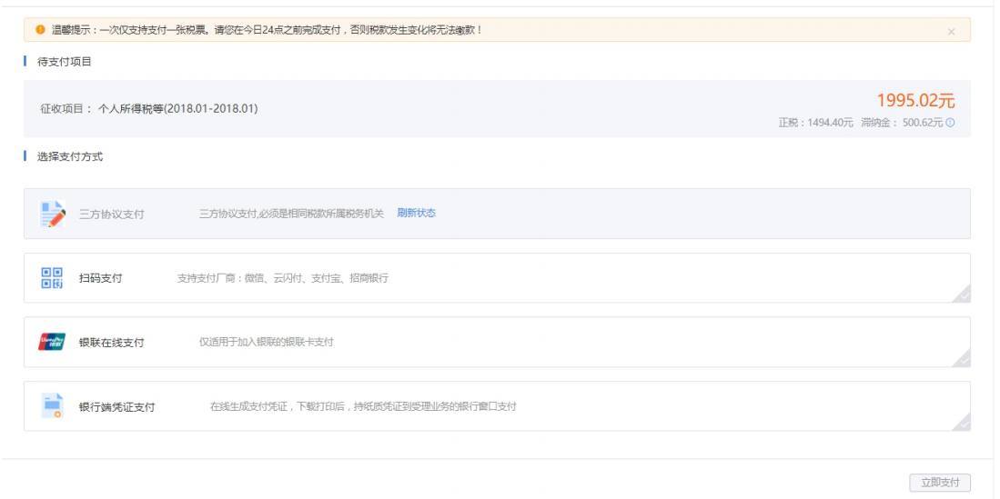 温馨提示：一次仅支持支付一张税票。请您在今日24点之前完成支付，否则税款发生变化将无法缴款！
待支付项目
征收项目： 个人所得税等(2018.01-2018.01)
1995.02元
正税：1494.40元 滞纳金： 500.62元
选择支付方式
三方协议支付 三方协议支付,必须是相同税款所属税务机关 刷新状态
扫码支付 支持支付厂商：微信、云闪付、支付宝、招商银行
银联在线支付 仅适用于加入银联的银联卡支付
银行端凭证支付 在线生成支付凭证，下载打印后，持纸质凭证到受理业务的银行窗口支付
立即支付